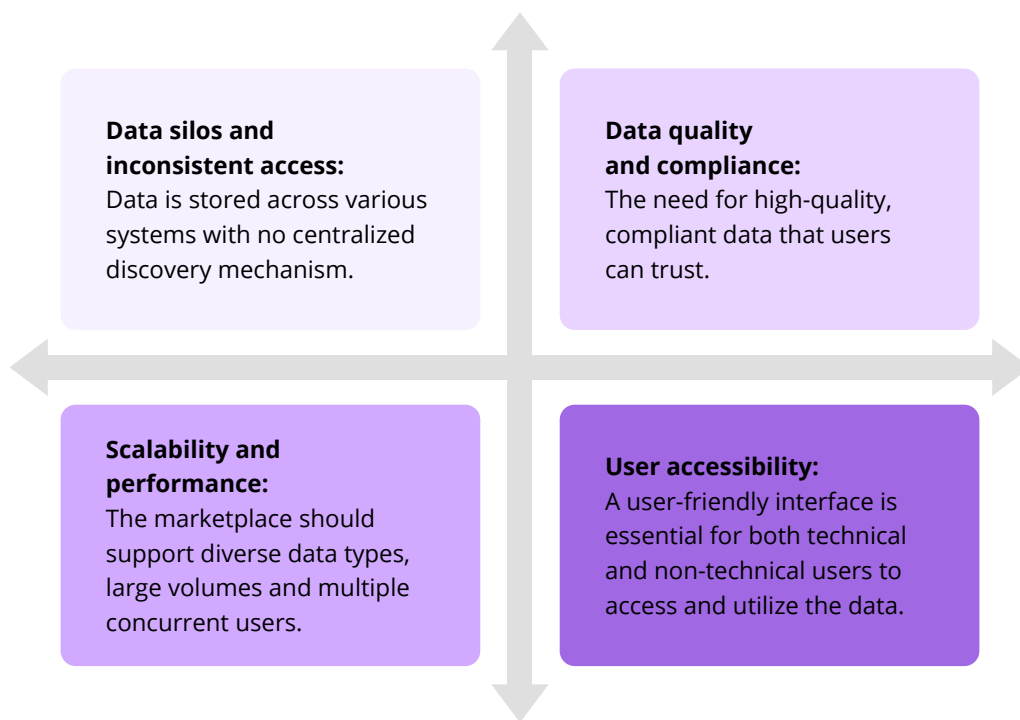 Data silos and
inconsistent access:
Data is stored across various
systems with no centralized
discovery mechanism.
Data quality
and compliance:
The need for high-quality,
compliant data that users
can trust.
Scalability and
performance:
The marketplace should
support diverse data types,
large volumes and multiple
concurrent users.
User accessibility:
A user-friendly interface is
essential for both technical
and non-technical users to
access and utilize the data.